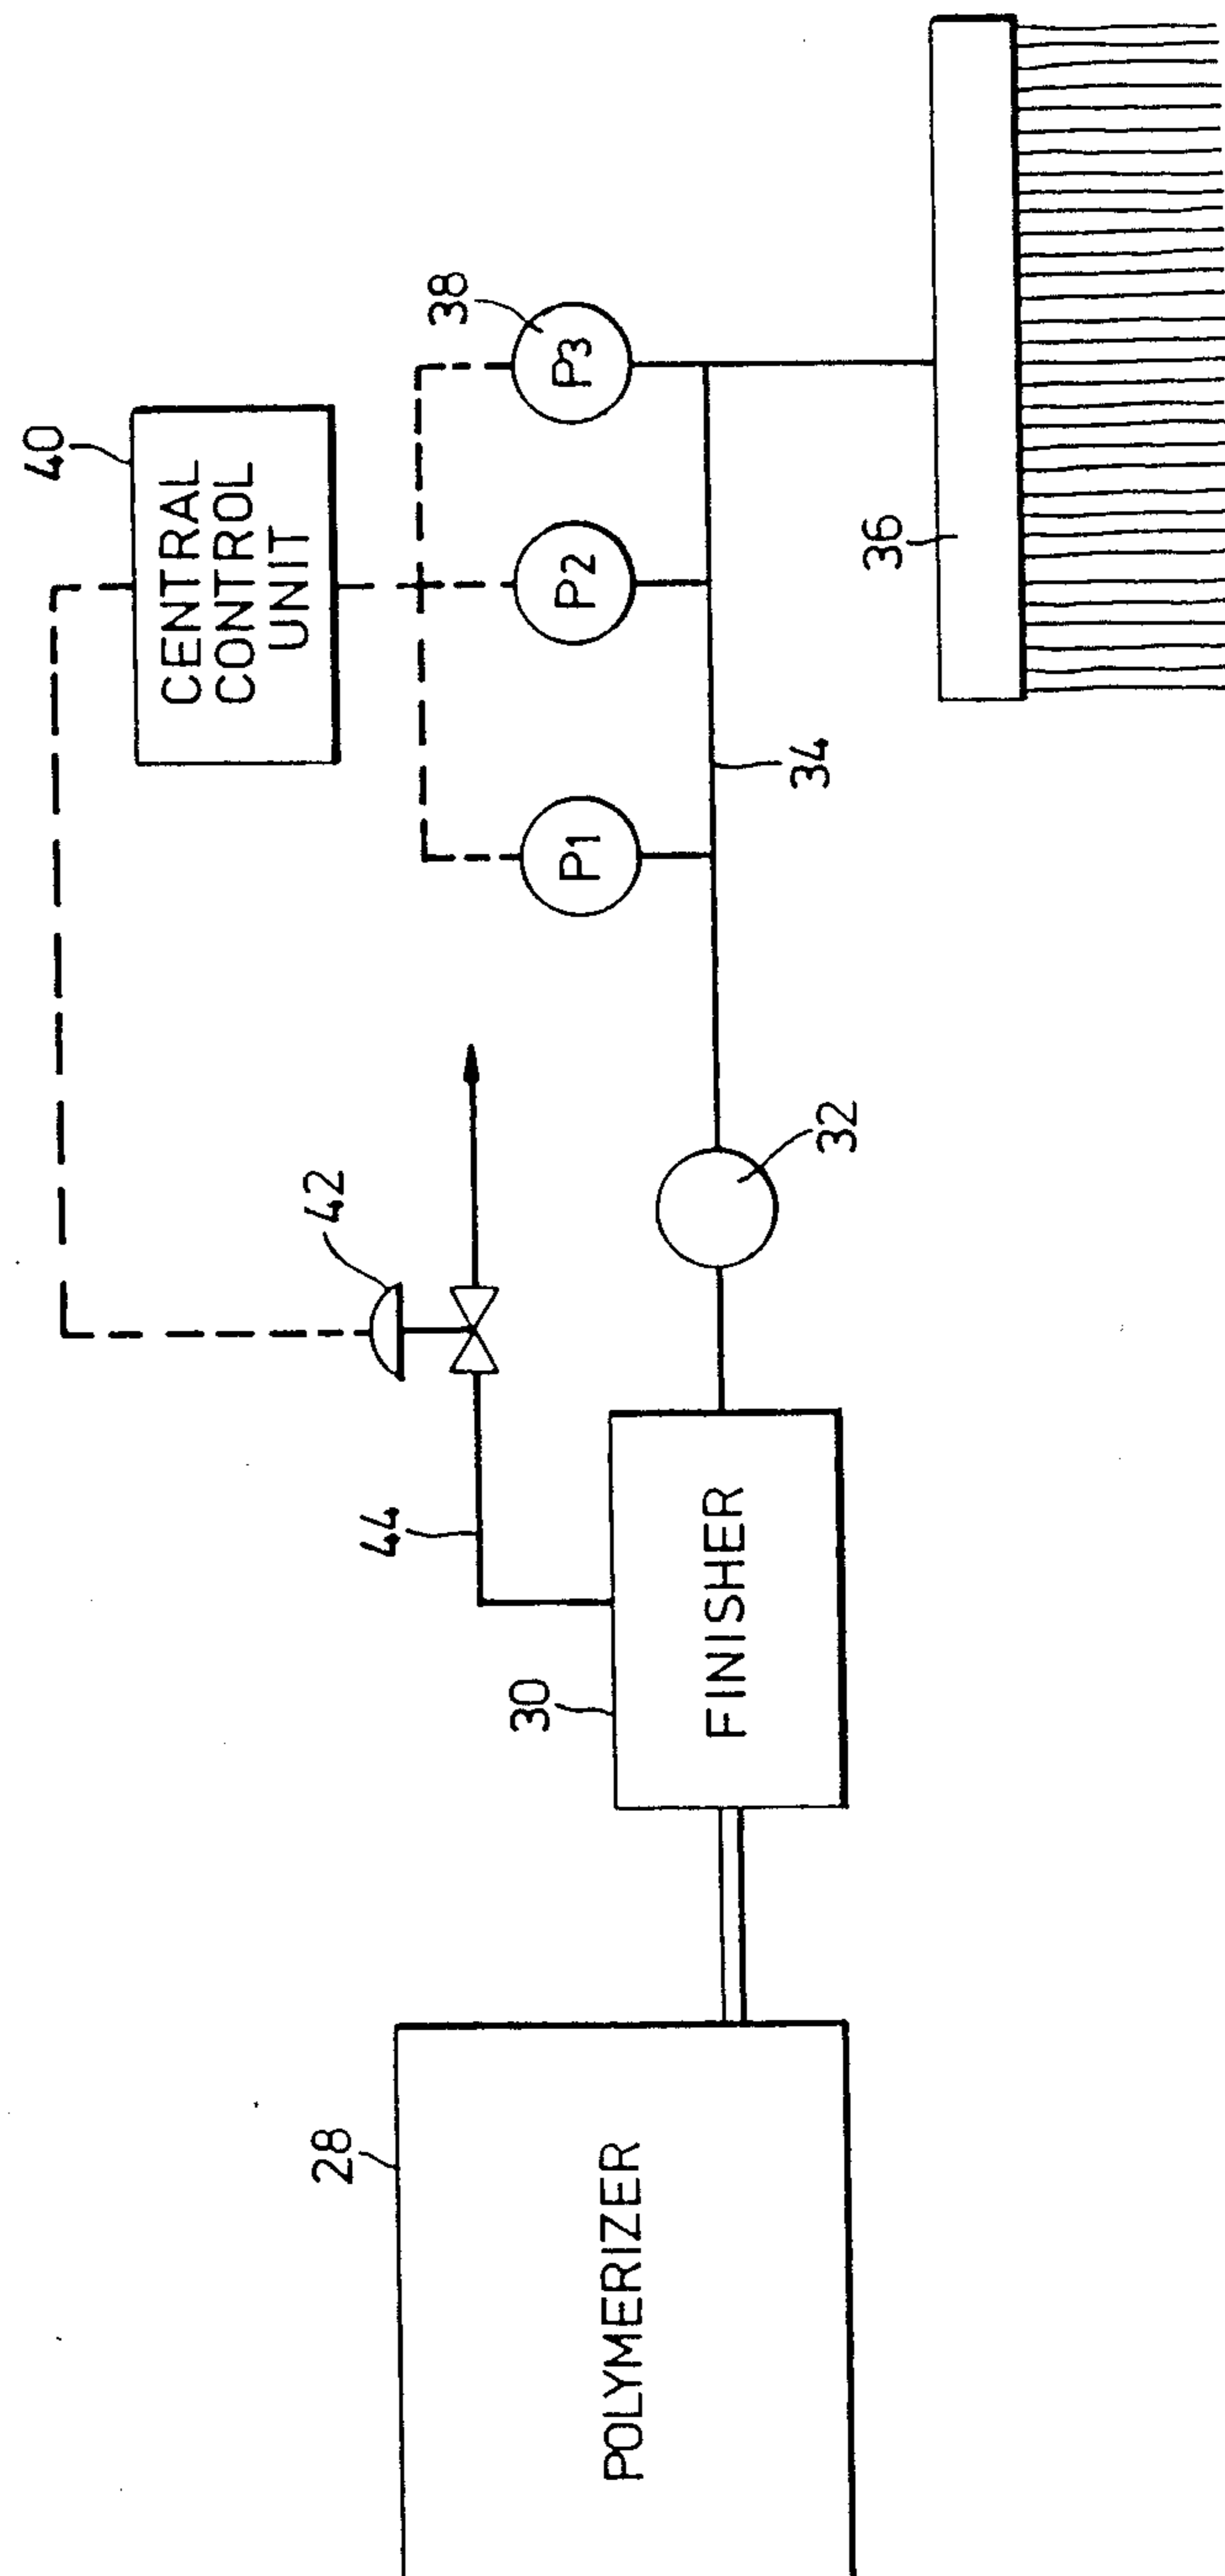 40
CENTRAL
CONTROL
UNIT
38
P1
P2
P3
42
44
34
32
30
FINISHER
28
POLYMERIZER
36